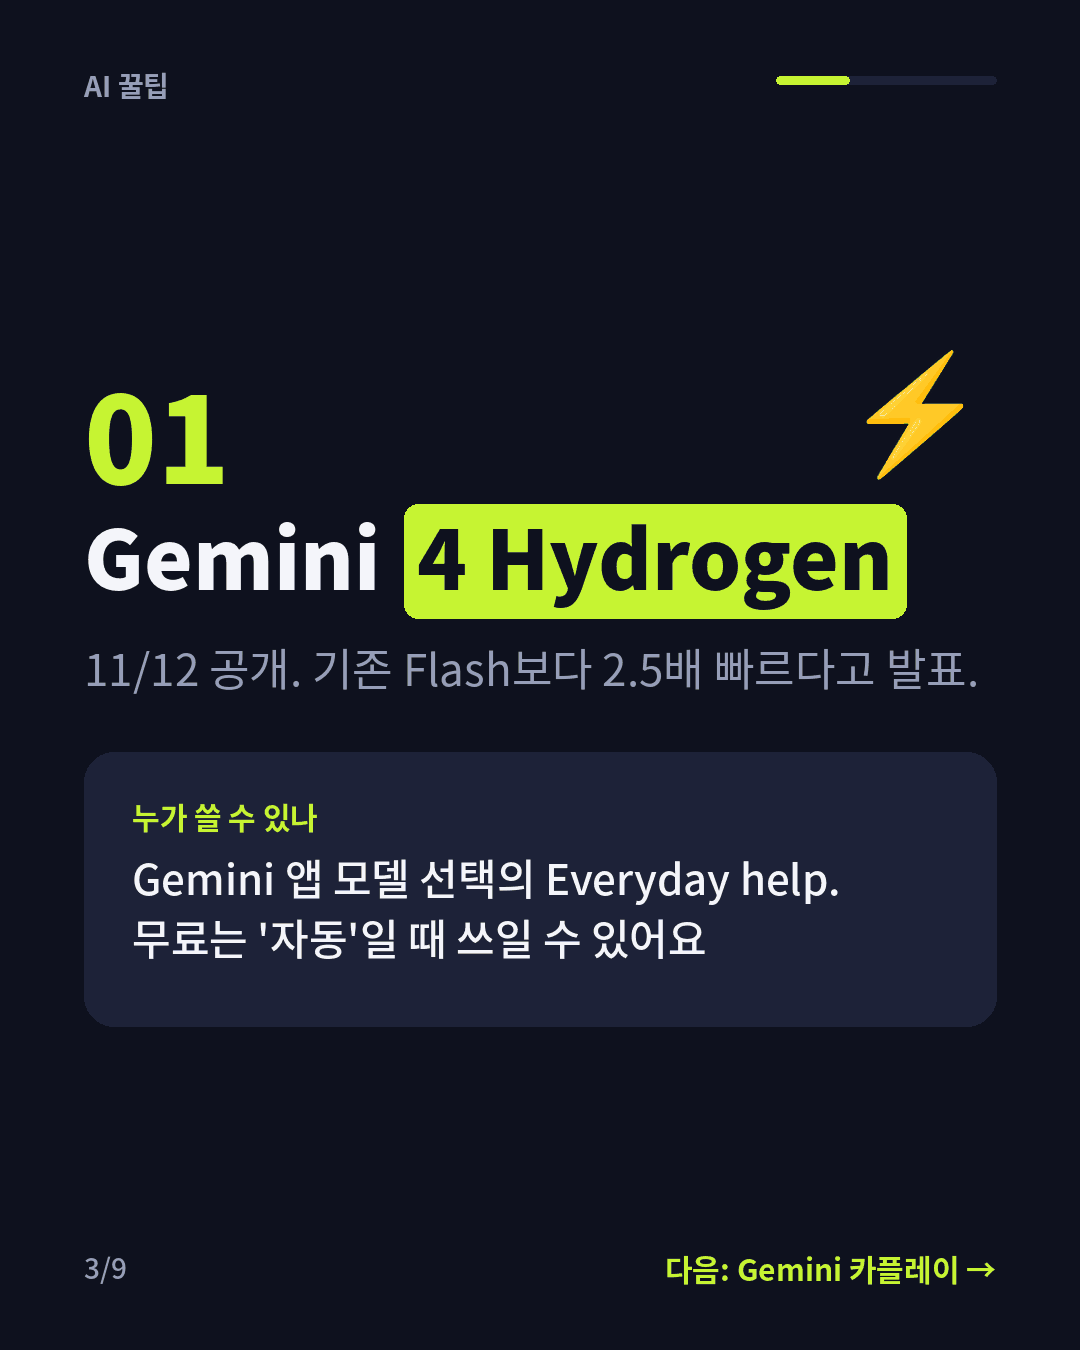 AI 꿀팁
01
Gemini 4 Hydrogen
11/12 공개. 기존 Flash보다 2.5배 빠르다고 발표.
누가 쓸 수 있나
Gemini 앱 모델 선택의 Everyday help.
무료는 '자동'일 때 쓰일 수 있어요
3/9
다음: Gemini 카플레이 →